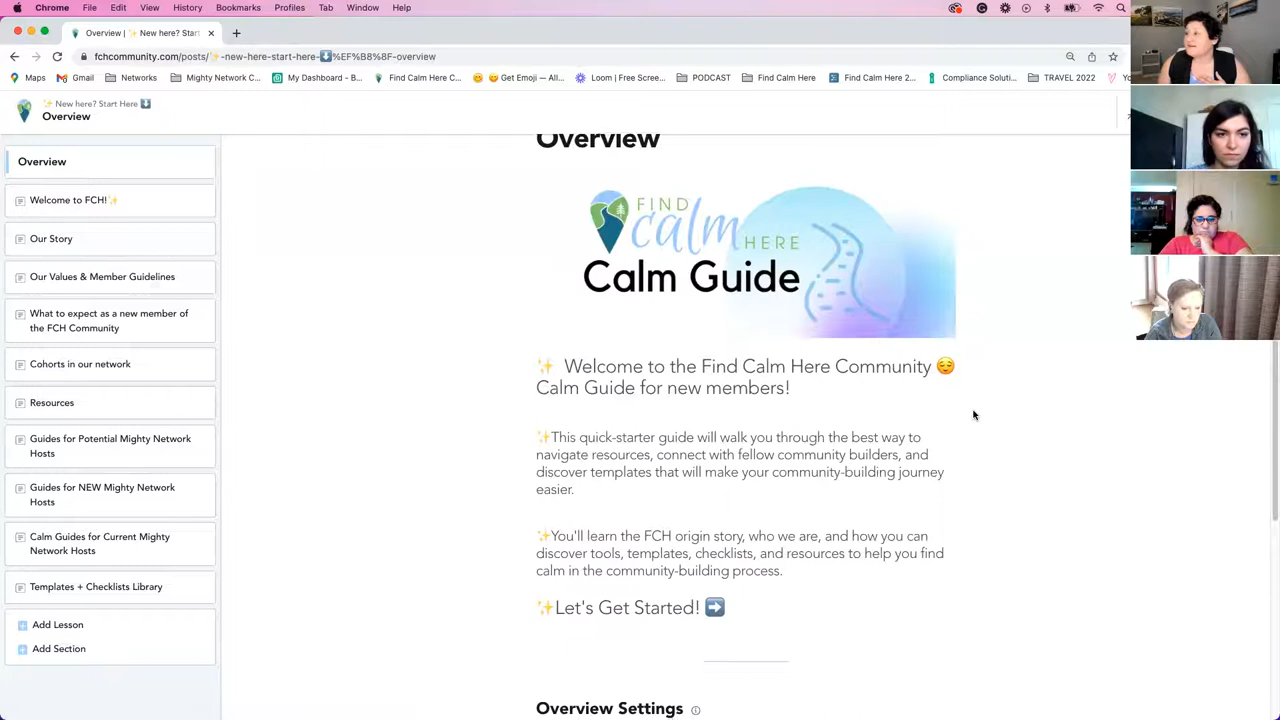 Chrome File Edit View History Bookmarks Profiles Tab Window Help
Overview | ✨ New here? Start
fchcommunity.com/posts/✨-new-here-start-here-⬇️%EF%B8%8F-overview
Maps Gmail Networks Mighty Network C... My Dashboard - B... Find Calm Here C... Get Emoji — All... Loom | Free Scree... PODCAST Find Calm Here Find Calm Here 2... Compliance Soluti... TRAVEL 2022
✨ New here? Start Here ⬇️
Overview
Overview
Welcome to FCH!✨
Our Story
Our Values & Member Guidelines
What to expect as a new member of
the FCH Community
Cohorts in our network
Resources
Guides for Potential Mighty Network
Hosts
Guides for NEW Mighty Network
Hosts
Calm Guides for Current Mighty
Network Hosts
Templates + Checklists Library
Add Lesson
Add Section
Overview
FIND
calm
HERE
Calm Guide
✨ Welcome to the Find Calm Here Community 😌
Calm Guide for new members!
✨This quick-starter guide will walk you through the best way to
navigate resources, connect with fellow community builders, and
discover templates that will make your community-building journey
easier.
✨You'll learn the FCH origin story, who we are, and how you can
discover tools, templates, checklists, and resources to help you find
calm in the community-building process.
✨Let's Get Started! ➡️
Overview Settings